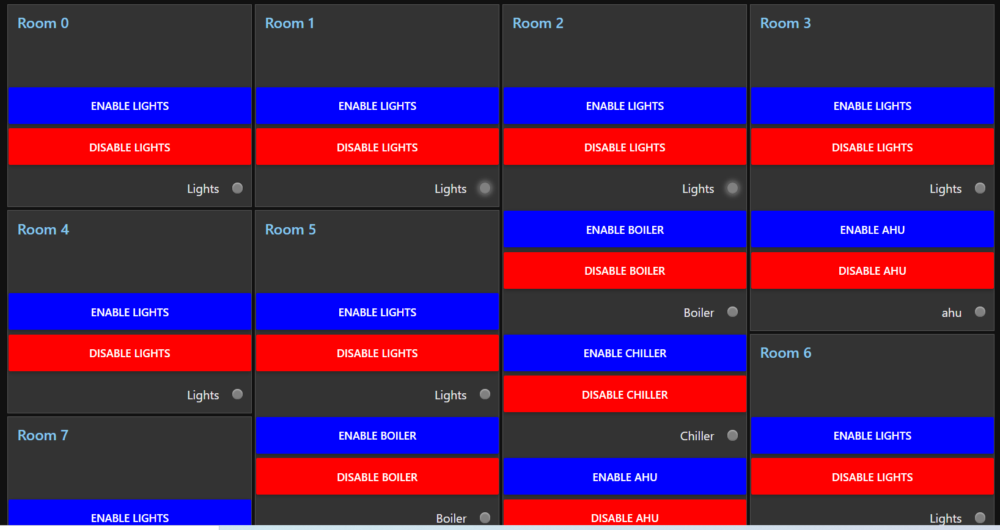 Room 0
ENABLE LIGHTS
DISABLE LIGHTS
Lights
Room 1
ENABLE LIGHTS
DISABLE LIGHTS
Lights
Room 2
ENABLE LIGHTS
DISABLE LIGHTS
Lights
ENABLE BOILER
DISABLE BOILER
Boiler
ENABLE CHILLER
DISABLE CHILLER
Chiller
ENABLE AHU
DISABLE AHU
Room 3
ENABLE LIGHTS
DISABLE LIGHTS
Lights
ENABLE AHU
DISABLE AHU
ahu
Room 4
ENABLE LIGHTS
DISABLE LIGHTS
Lights
Room 5
ENABLE LIGHTS
DISABLE LIGHTS
Lights
ENABLE BOILER
DISABLE BOILER
Boiler
Room 6
ENABLE LIGHTS
DISABLE LIGHTS
Lights
Room 7
ENABLE LIGHTS